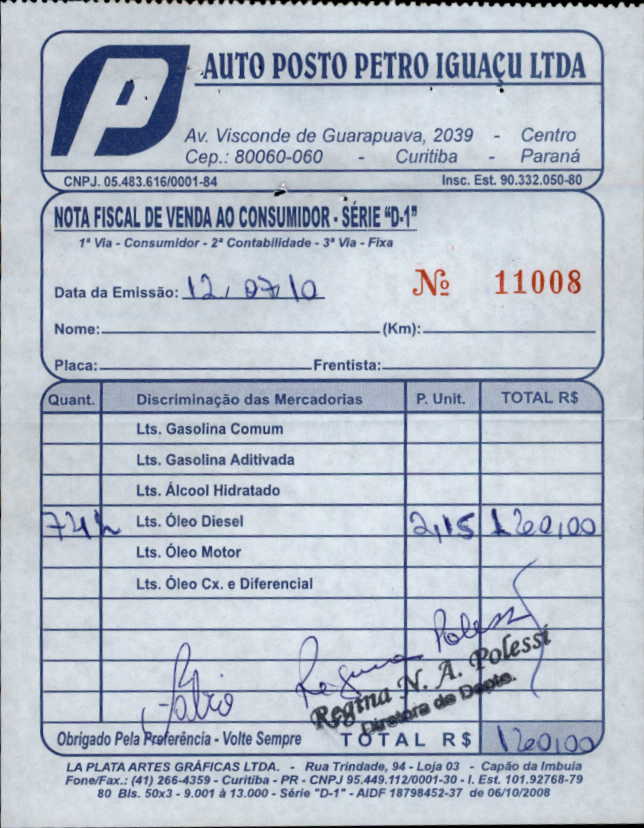 AUTO POSTO PETRO IGUAÇU LTDA
Av. Visconde de Guarapuava, 2039 - Centro
Cep.: 80060-060 - Curitiba - Paraná
CNPJ. 05.483.616/0001-84 Insc. Est. 90.332.050-80
NOTA FISCAL DE VENDA AO CONSUMIDOR - SÉRIE "D-1"
1ª Via - Consumidor - 2ª Contabilidade - 3ª Via - Fixa
Data da Emissão: 12/07/10 Nº 11008
Nome: (Km):
Placa: Frentista:
Quant. Discriminação das Mercadorias P. Unit. TOTAL R$
Lts. Gasolina Comum
Lts. Gasolina Aditivada
Lts. Álcool Hidratado
Lts. Óleo Diesel 2,15 160,00
Lts. Óleo Motor
Lts. Óleo Cx. e Diferencial
Fabio Regina Polessi
Regina N. A. Polessi
Diretora de Depto.
Obrigado Pela Preferência - Volte Sempre TOTAL R$ 160,00
LA PLATA ARTES GRÁFICAS LTDA. - Rua Trindade, 94 - Loja 03 - Capão da Imbuia
Fone/Fax.: (41) 266-4359 - Curitiba - PR - CNPJ 95.449.112/0001-30 - I. Est. 101.92768-79
80 Bls. 50x3 - 9.001 à 13.000 - Série "D-1" - AIDF 18798452-37 de 06/10/2008